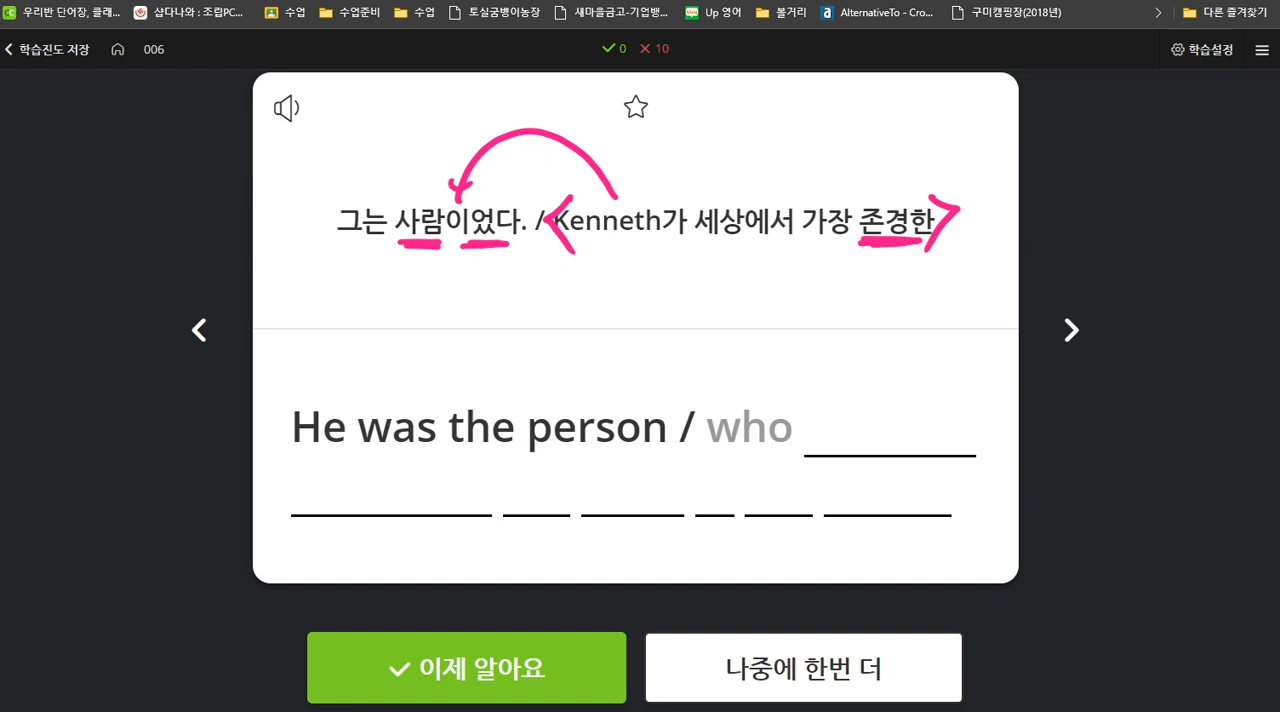 우리반 단어장, 클래... 샵다나와 : 조립PC... 수업 수업준비 수업 토실굼뱅이농장 새마을금고-기업뱅... Up 영어 볼거리 AlternativeTo - Cro... 구미캠핑장(2018년) 다른 즐겨찾기
학습진도 저장 006 0 10 학습설정
그는 사람이었다. / Kenneth가 세상에서 가장 존경한
He was the person / who
이제 알아요 나중에 한번 더